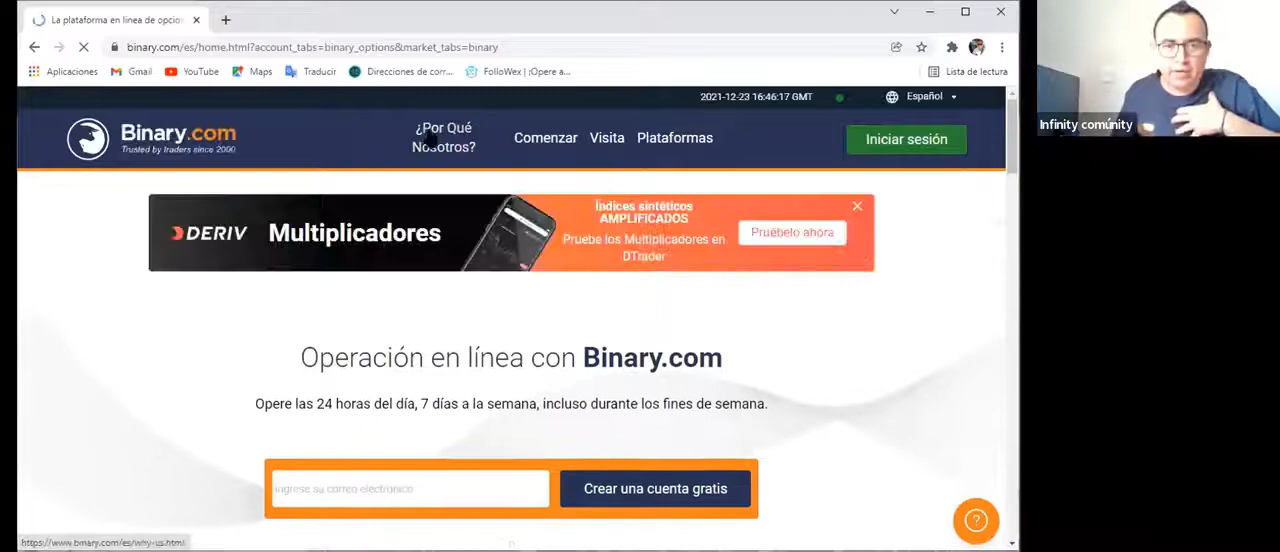 La plataforma en línea de opcio
binary.com/es/home.html?account_tabs=binary_options&market_tabs=binary
Aplicaciones
Gmail
YouTube
Maps
Traducir
Direcciones de corr...
FolloWex | ¡Opere a...
Lista de lectura
2021-12-23 16:46:17 GMT
Español
Binary.com
Trusted by traders since 2000
¿Por Qué
Nosotros?
Comenzar
Visita
Plataformas
Iniciar sesión
DERIV
Multiplicadores
Índices sintéticos
AMPLIFICADOS
Pruebe los Multiplicadores en
DTrader
Pruébelo ahora
Operación en línea con Binary.com
Opere las 24 horas del día, 7 días a la semana, incluso durante los fines de semana.
Ingrese su correo electrónico
Crear una cuenta gratis
https://www.binary.com/es/why-us.html
Infinity comúnity